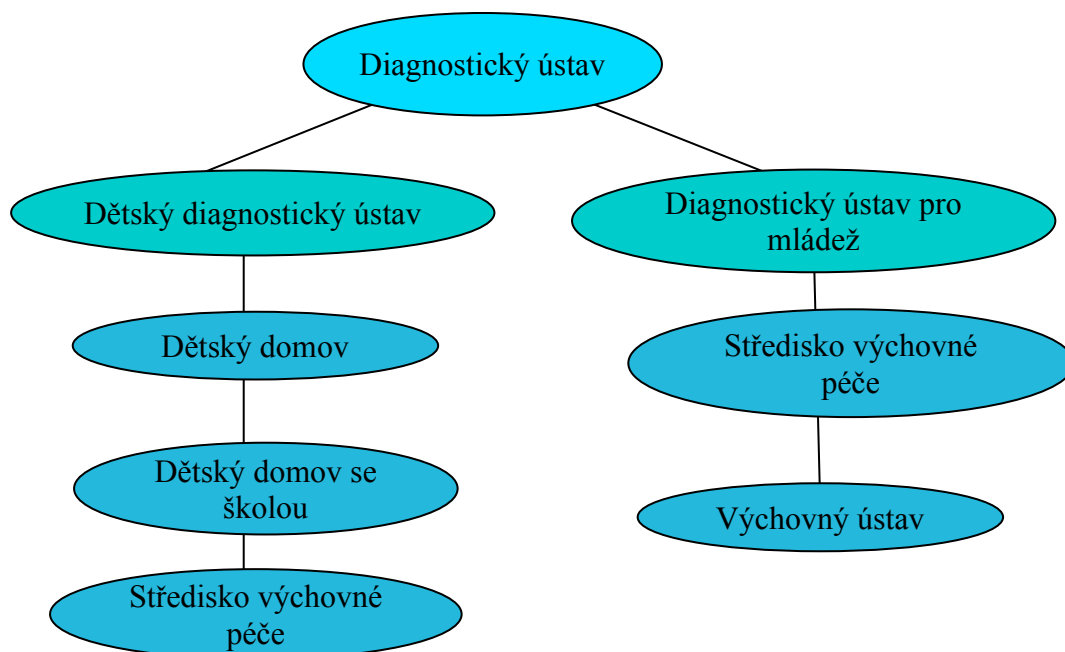 Diagnostický ústav
Dětský diagnostický ústav
Diagnostický ústav pro
mládež
Dětský domov
Středisko výchovné
péče
Dětský domov se
školou
Výchovný ústav
Středisko výchovné
péče